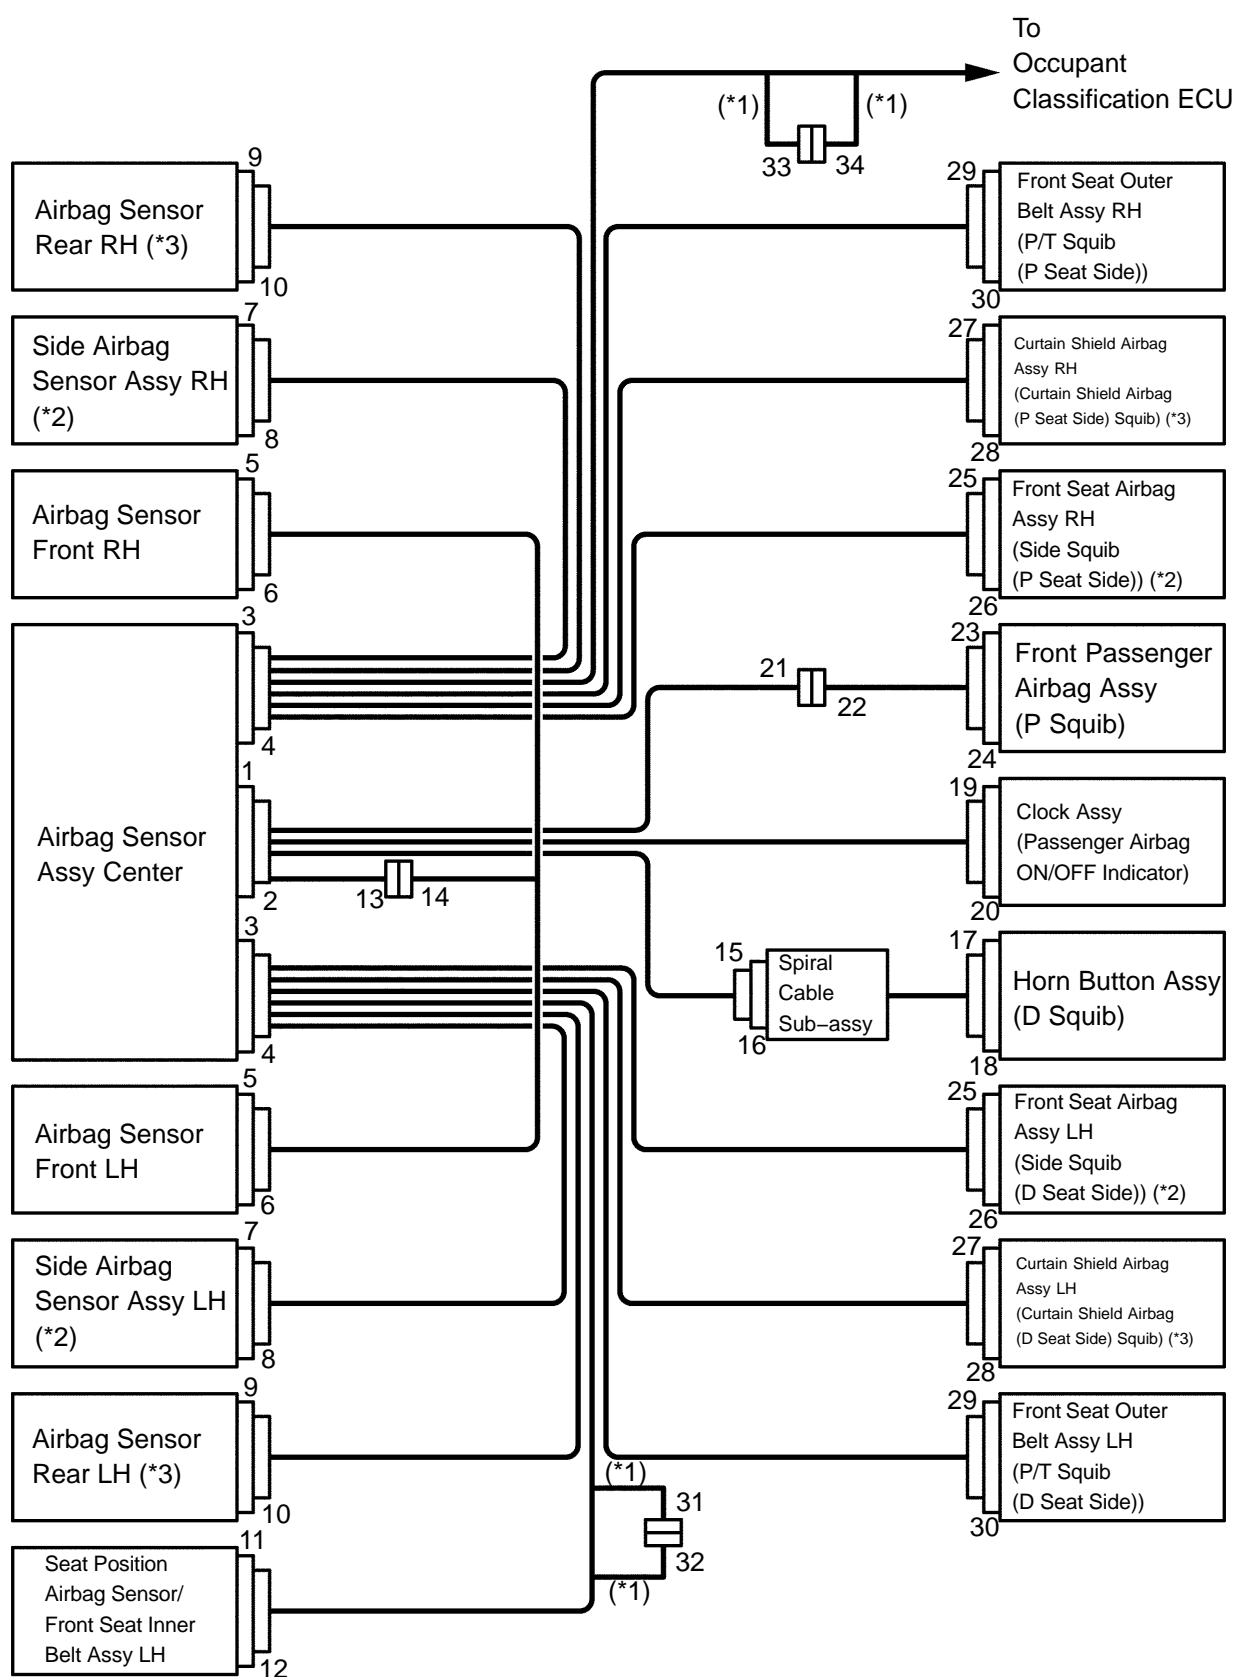 To
Occupant
Classification ECU
(*1)
(*1)
33
34
9
Airbag Sensor
Rear RH (*3)
10
29
Front Seat Outer
Belt Assy RH
(P/T Squib
(P Seat Side))
30
7
Side Airbag
Sensor Assy RH
(*2)
8
27
Curtain Shield Airbag
Assy RH
(Curtain Shield Airbag
(P Seat Side) Squib) (*3)
28
5
Airbag Sensor
Front RH
6
25
Front Seat Airbag
Assy RH
(Side Squib
(P Seat Side)) (*2)
26
3
4
1
Airbag Sensor
Assy Center
2
3
4
13
14
21
22
23
Front Passenger
Airbag Assy
(P Squib)
24
19
Clock Assy
(Passenger Airbag
ON/OFF Indicator)
20
15
Spiral
Cable
Sub−assy
16
17
Horn Button Assy
(D Squib)
18
5
Airbag Sensor
Front LH
6
25
Front Seat Airbag
Assy LH
(Side Squib
(D Seat Side)) (*2)
26
7
Side Airbag
Sensor Assy LH
(*2)
8
27
Curtain Shield Airbag
Assy LH
(Curtain Shield Airbag
(D Seat Side) Squib) (*3)
28
9
Airbag Sensor
Rear LH (*3)
10
29
Front Seat Outer
Belt Assy LH
(P/T Squib
(D Seat Side))
30
(*1)
31
32
(*1)
11
Seat Position
Airbag Sensor/
Front Seat Inner
Belt Assy LH
12